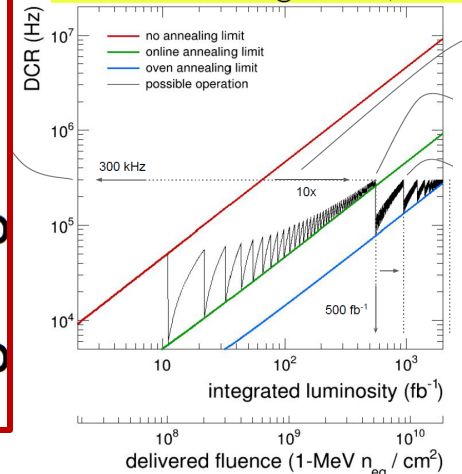 DCR (Hz)
10⁷
10⁶
10⁵
10⁴
no annealing limit
online annealing limit
oven annealing limit
possible operation
300 kHz
10x
500 fb⁻¹
10
10²
10³
integrated luminosity (fb⁻¹)
10⁸
10⁹
10¹⁰
delivered fluence (1-MeV n_eq / cm²)